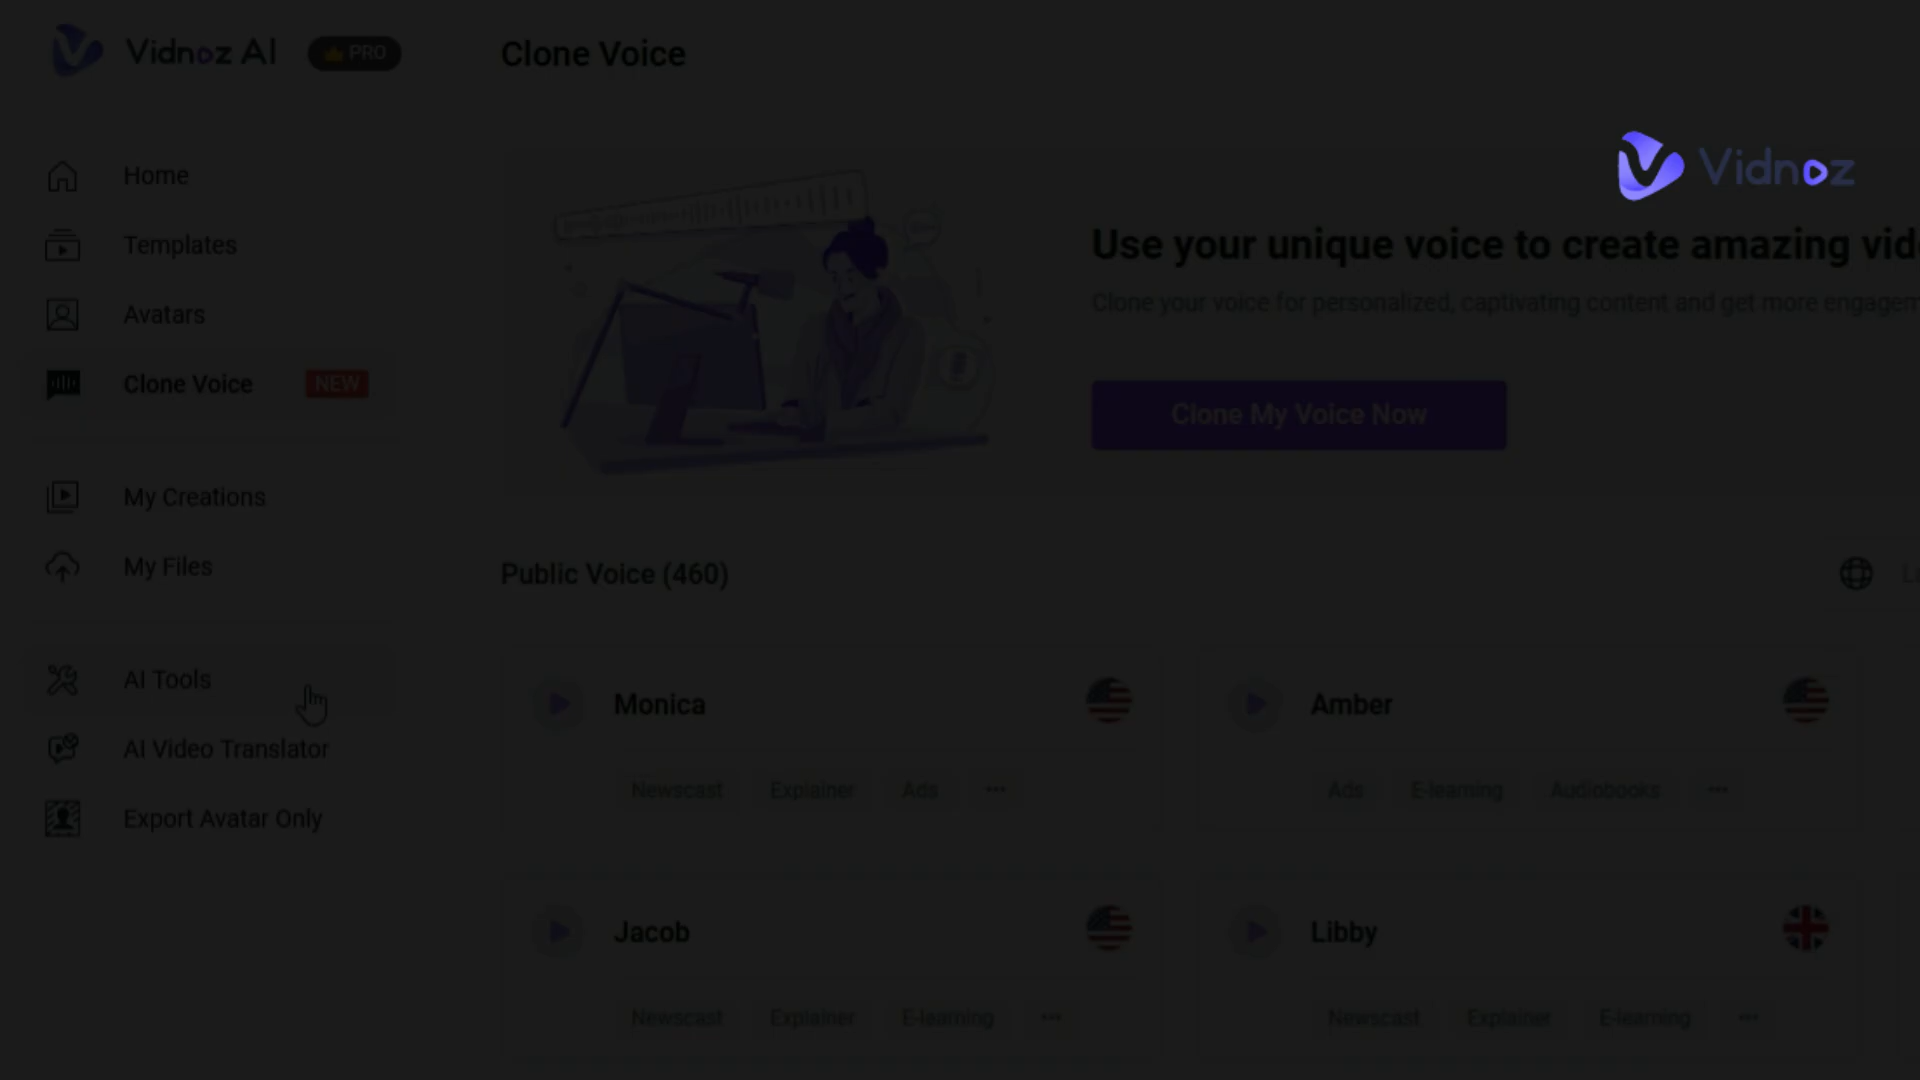 Vidnoz AI
PRO
Clone Voice
Home
Templates
Avatars
Clone Voice
NEW
My Creations
My Files
AI Tools
AI Video Translator
Export Avatar Only
Vidnoz
Use your unique voice to create amazing vid
Clone your voice for personalized, captivating content and get more engagem
Clone My Voice Now
Public Voice (460)
Monica
Newscast Explainer Ads ...
Amber
Ads E-learning Audiobooks ...
Jacob
Newscast Explainer E-learning ...
Libby
Newscast Explainer E-learning ...